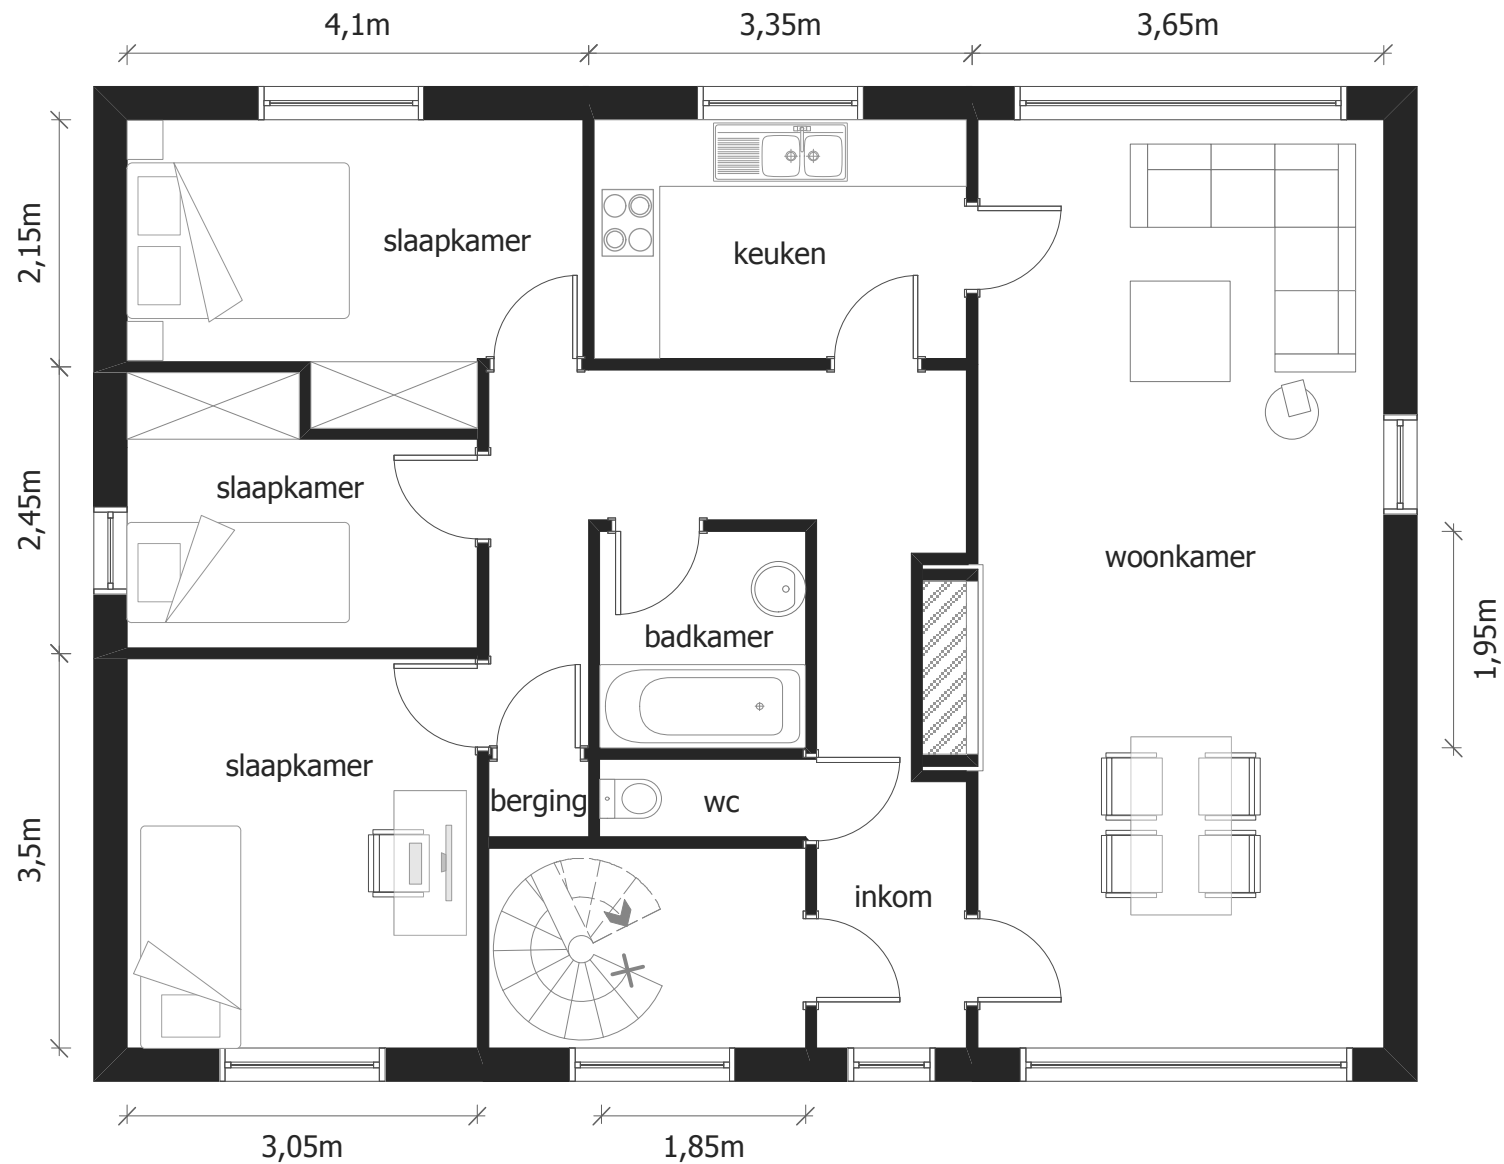 4,1m
3,35m
3,65m
2,15m
slaapkamer
keuken
2,45m
slaapkamer
woonkamer
badkamer
1,95m
slaapkamer
berging
wc
3,5m
inkom
3,05m
1,85m